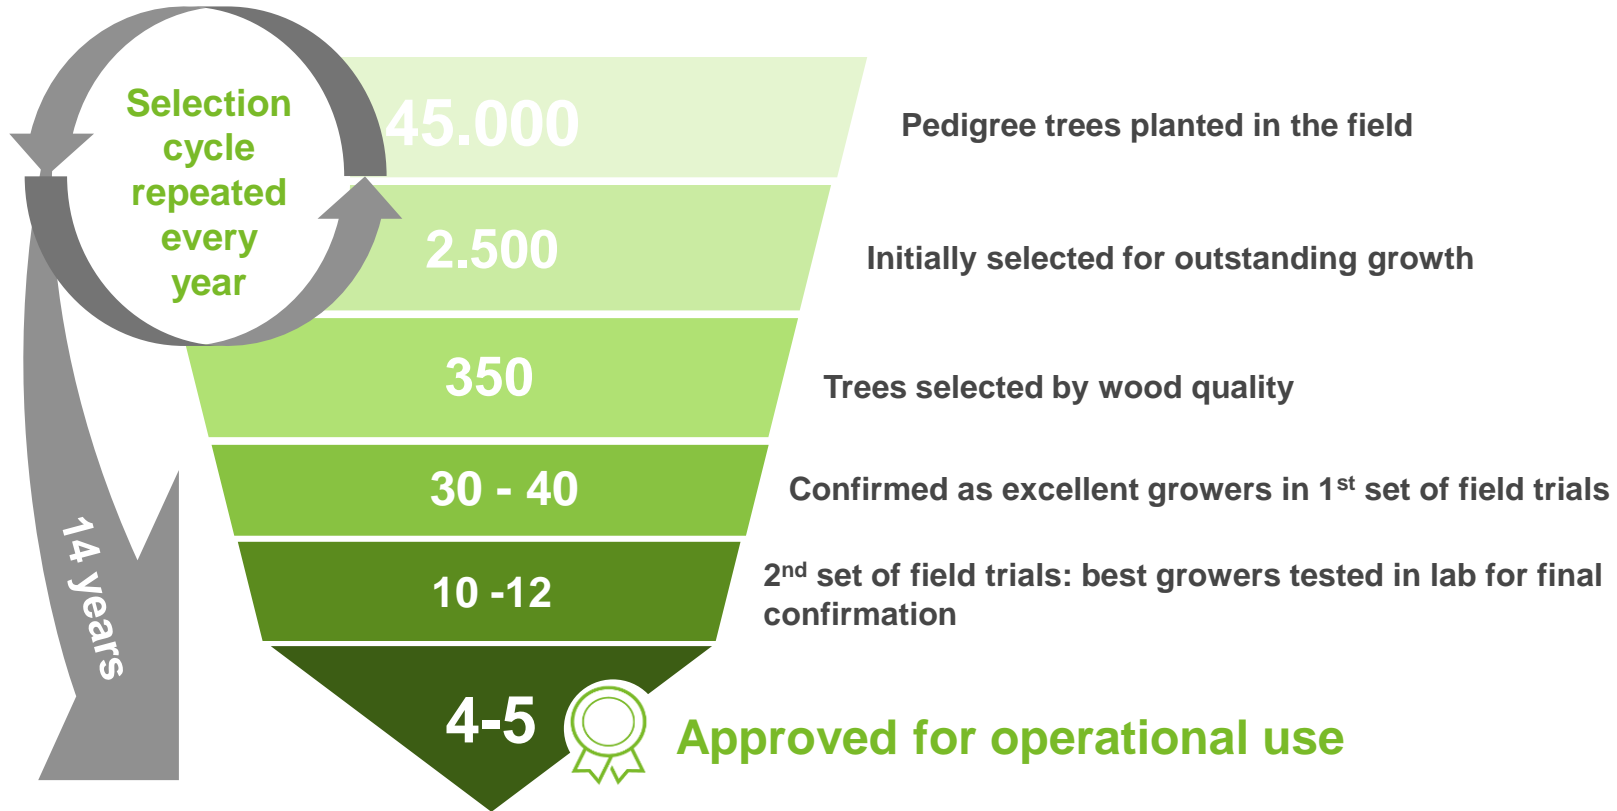 Selection
cycle
repeated
every
year
45.000
Pedigree trees planted in the field
2.500
Initially selected for outstanding growth
350
Trees selected by wood quality
30 - 40
Confirmed as excellent growers in 1st set of field trials
10 -12
2nd set of field trials: best growers tested in lab for final
confirmation
14 years
4-5
Approved for operational use